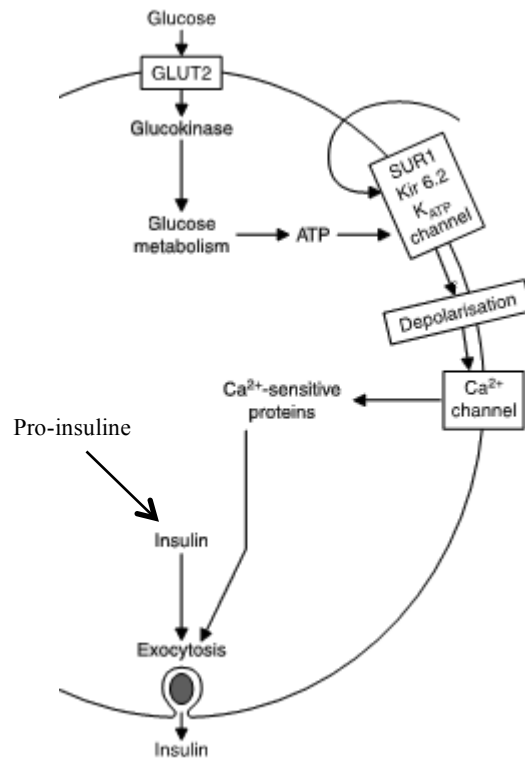 Glucose
GLUT2
Glucokinase
Glucose
metabolism
ATP
SUR1
Kir 6.2
K_ATP
channel
Depolarisation
Ca²⁺
channel
Ca²⁺-sensitive
proteins
Pro-insuline
Insulin
Exocytosis
Insulin